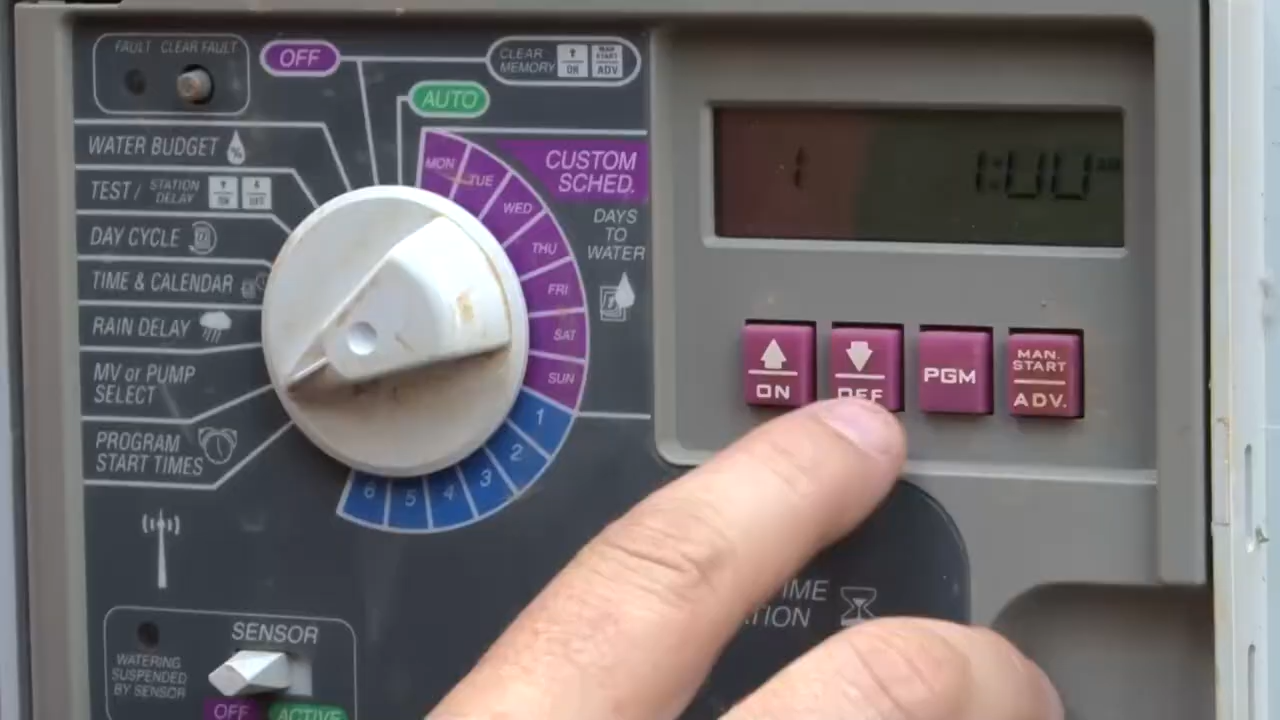 FAULT CLEAR FAULT
OFF
CLEAR MEMORY
↑ ON
MAN. START ADV
AUTO
WATER BUDGET %
TEST / STATION DELAY
↑ ON
↓ OFF
DAY CYCLE
TIME & CALENDAR
RAIN DELAY
MV or PUMP
SELECT
PROGRAM
START TIMES
MON
TUE
WED
THU
FRI
SAT
SUN
1
2
3
4
5
6
CUSTOM
SCHED.
DAYS
TO
WATER
1 1:00
ON
OFF
PGM
MAN.
START
ADV.
SENSOR
WATERING
SUSPENDED
BY SENSOR
OFF
ACTIVE